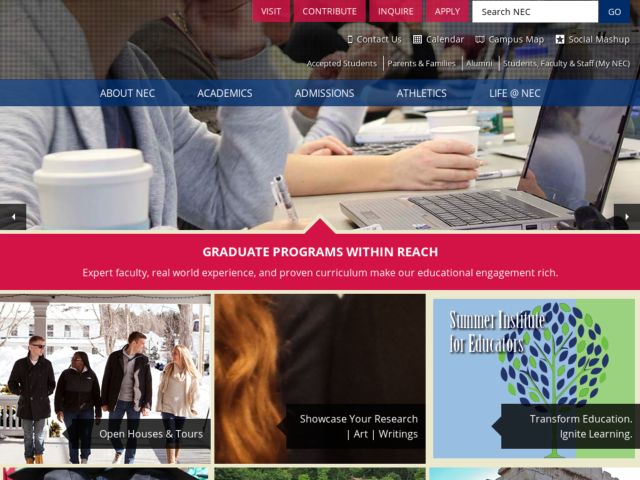 VISIT
CONTRIBUTE
INQUIRE
APPLY
Search NEC
GO
Contact Us
Calendar
Campus Map
Social Mashup
Accepted Students
Parents & Families
Alumni
Students, Faculty & Staff (My NEC)
ABOUT NEC
ACADEMICS
ADMISSIONS
ATHLETICS
LIFE @ NEC
GRADUATE PROGRAMS WITHIN REACH
Expert faculty, real world experience, and proven curriculum make our educational engagement rich.
Open Houses & Tours
Showcase Your Research
| Art | Writings
Summer Institute
for Educators
Transform Education.
Ignite Learning.